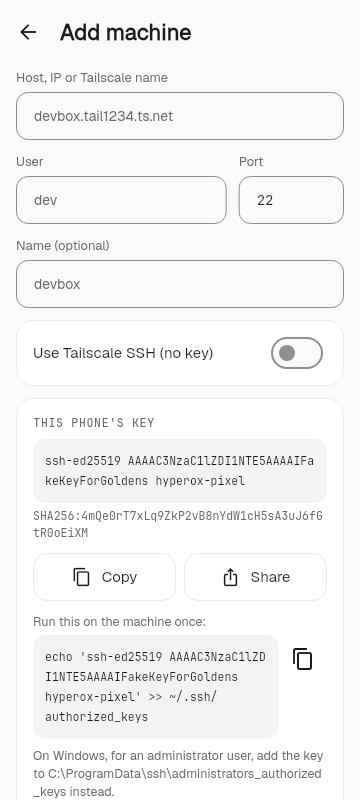 Add machine
Host, IP or Tailscale name
devbox.tail1234.ts.net
User
Port
dev
22
Name (optional)
devbox
Use Tailscale SSH (no key)
THIS PHONE'S KEY
ssh-ed25519 AAAAC3NzaC1lZDI1NTE5AAAAIFa
keKeyForGoldens hyperox-pixel
SHA256:4mQe0rT7xLq9ZkP2vB8nYdW1cH5sA3uJ6fG
tR0oEiXM
Copy
Share
Run this on the machine once:
echo 'ssh-ed25519 AAAAC3NzaC1lZD
I1NTE5AAAAIFakeKeyForGoldens
hyperox-pixel' >> ~/.ssh/
authorized_keys
On Windows, for an administrator user, add the key
to C:\ProgramData\ssh\administrators_authorized
_keys instead.